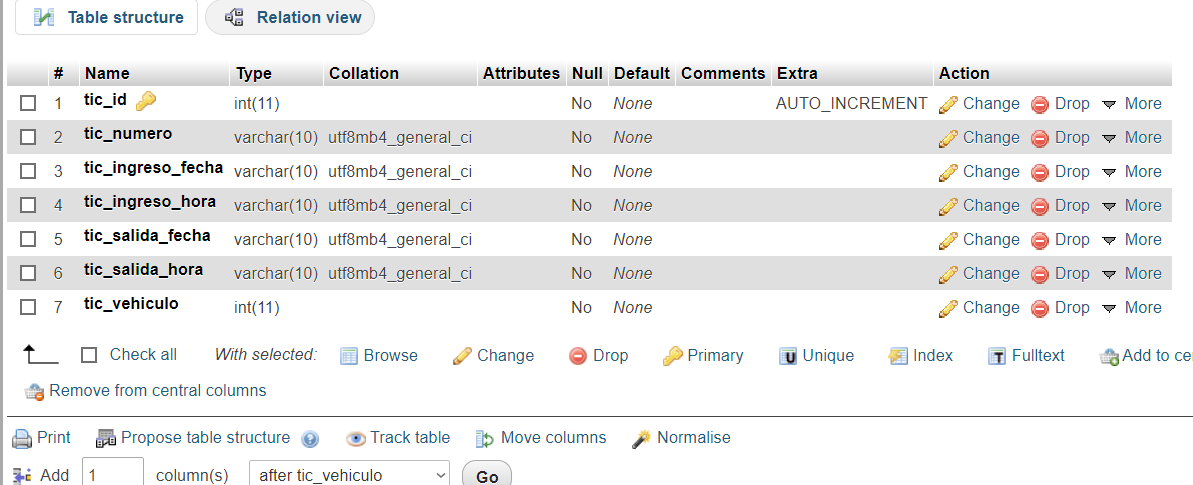 Table structure Relation view
# Name Type Collation Attributes Null Default Comments Extra Action
1 tic_id int(11) No None AUTO_INCREMENT Change Drop More
2 tic_numero varchar(10) utf8mb4_general_ci No None Change Drop More
3 tic_ingreso_fecha varchar(10) utf8mb4_general_ci No None Change Drop More
4 tic_ingreso_hora varchar(10) utf8mb4_general_ci No None Change Drop More
5 tic_salida_fecha varchar(10) utf8mb4_general_ci No None Change Drop More
6 tic_salida_hora varchar(10) utf8mb4_general_ci No None Change Drop More
7 tic_vehiculo int(11) No None Change Drop More
Check all With selected: Browse Change Drop Primary Unique Index Fulltext Add to ce
Remove from central columns
Print Propose table structure Track table Move columns Normalise
Add 1 column(s) after tic_vehiculo Go